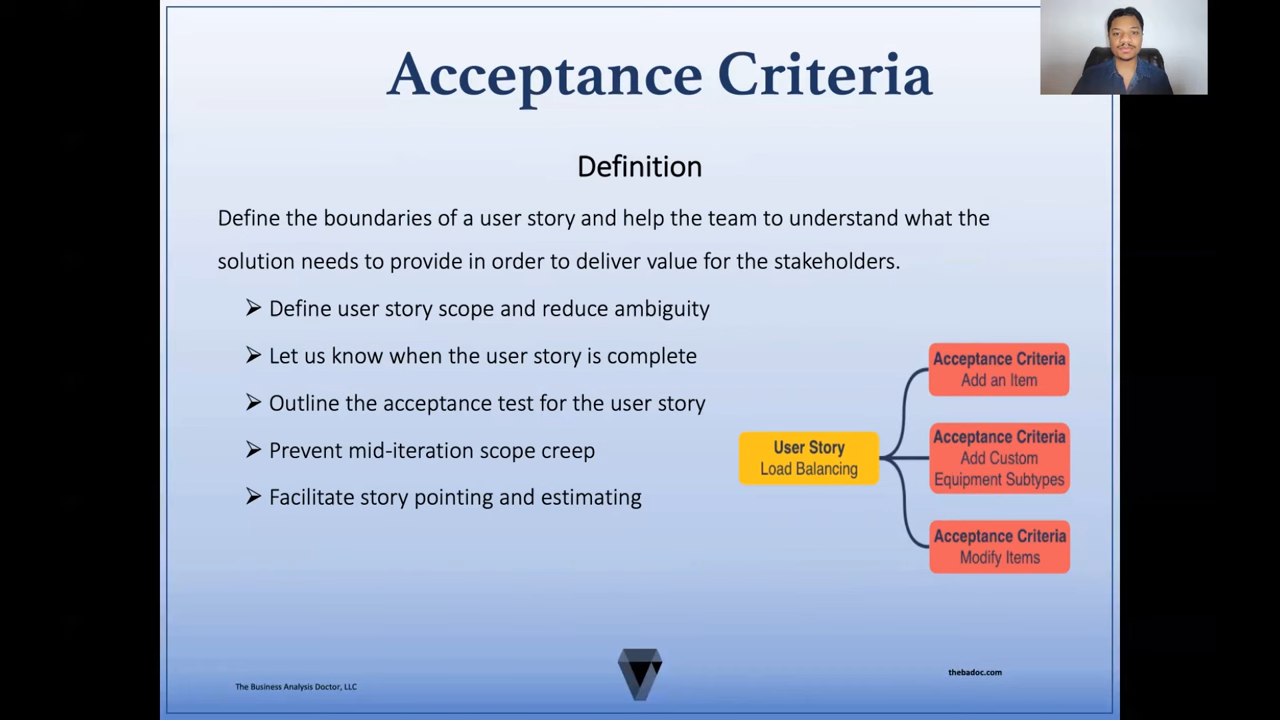 Acceptance Criteria
Definition
Define the boundaries of a user story and help the team to understand what the
solution needs to provide in order to deliver value for the stakeholders.
Define user story scope and reduce ambiguity
Let us know when the user story is complete
Outline the acceptance test for the user story
Prevent mid-iteration scope creep
Facilitate story pointing and estimating
User Story
Load Balancing
Acceptance Criteria
Add an Item
Acceptance Criteria
Add Custom
Equipment Subtypes
Acceptance Criteria
Modify Items
The Business Analysis Doctor, LLC
thebadoc.com